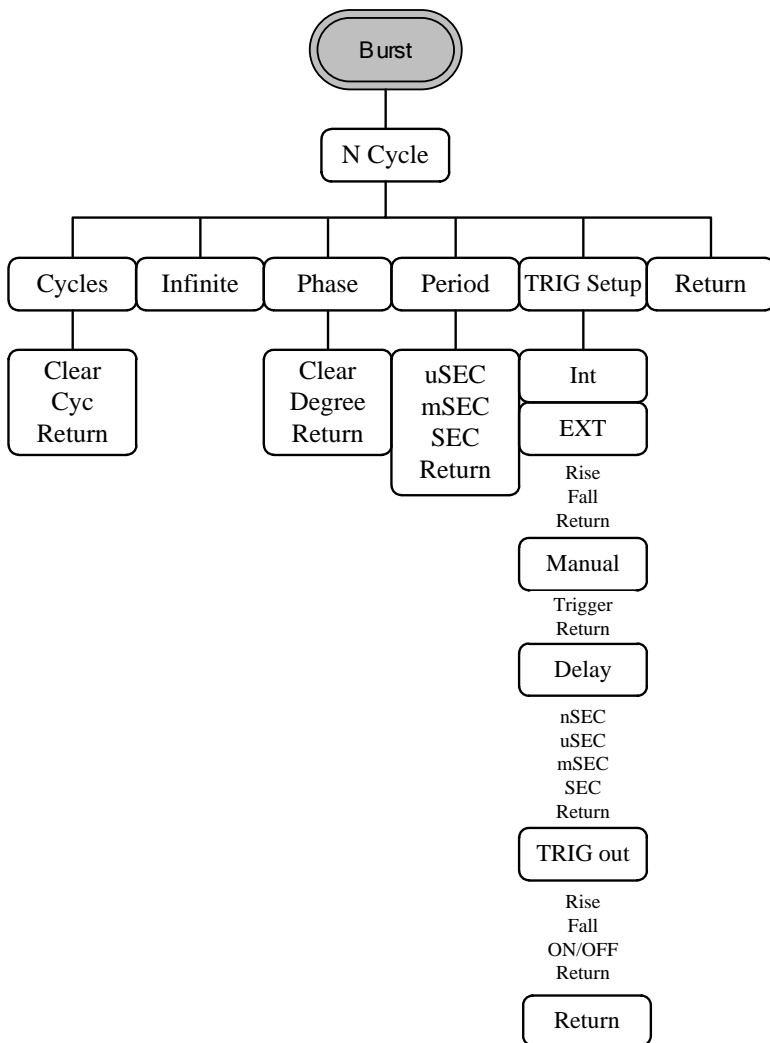 Burst
N Cycle
Cycles
Infinite
Phase
Period
TRIG Setup
Return
Clear
Cyc
Return
Clear
Degree
Return
uSEC
mSEC
SEC
Return
Int
EXT
Rise
Fall
Return
Manual
Trigger
Return
Delay
nSEC
uSEC
mSEC
SEC
Return
TRIG out
Rise
Fall
ON/OFF
Return
Return